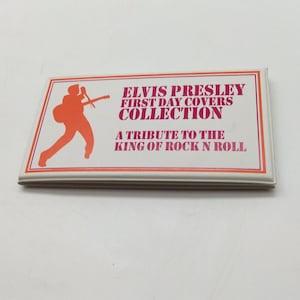 ELVIS PRESLEY
FIRST DAY COVERS
COLLECTION
A TRIBUTE TO THE
KING OF ROCK N ROLL